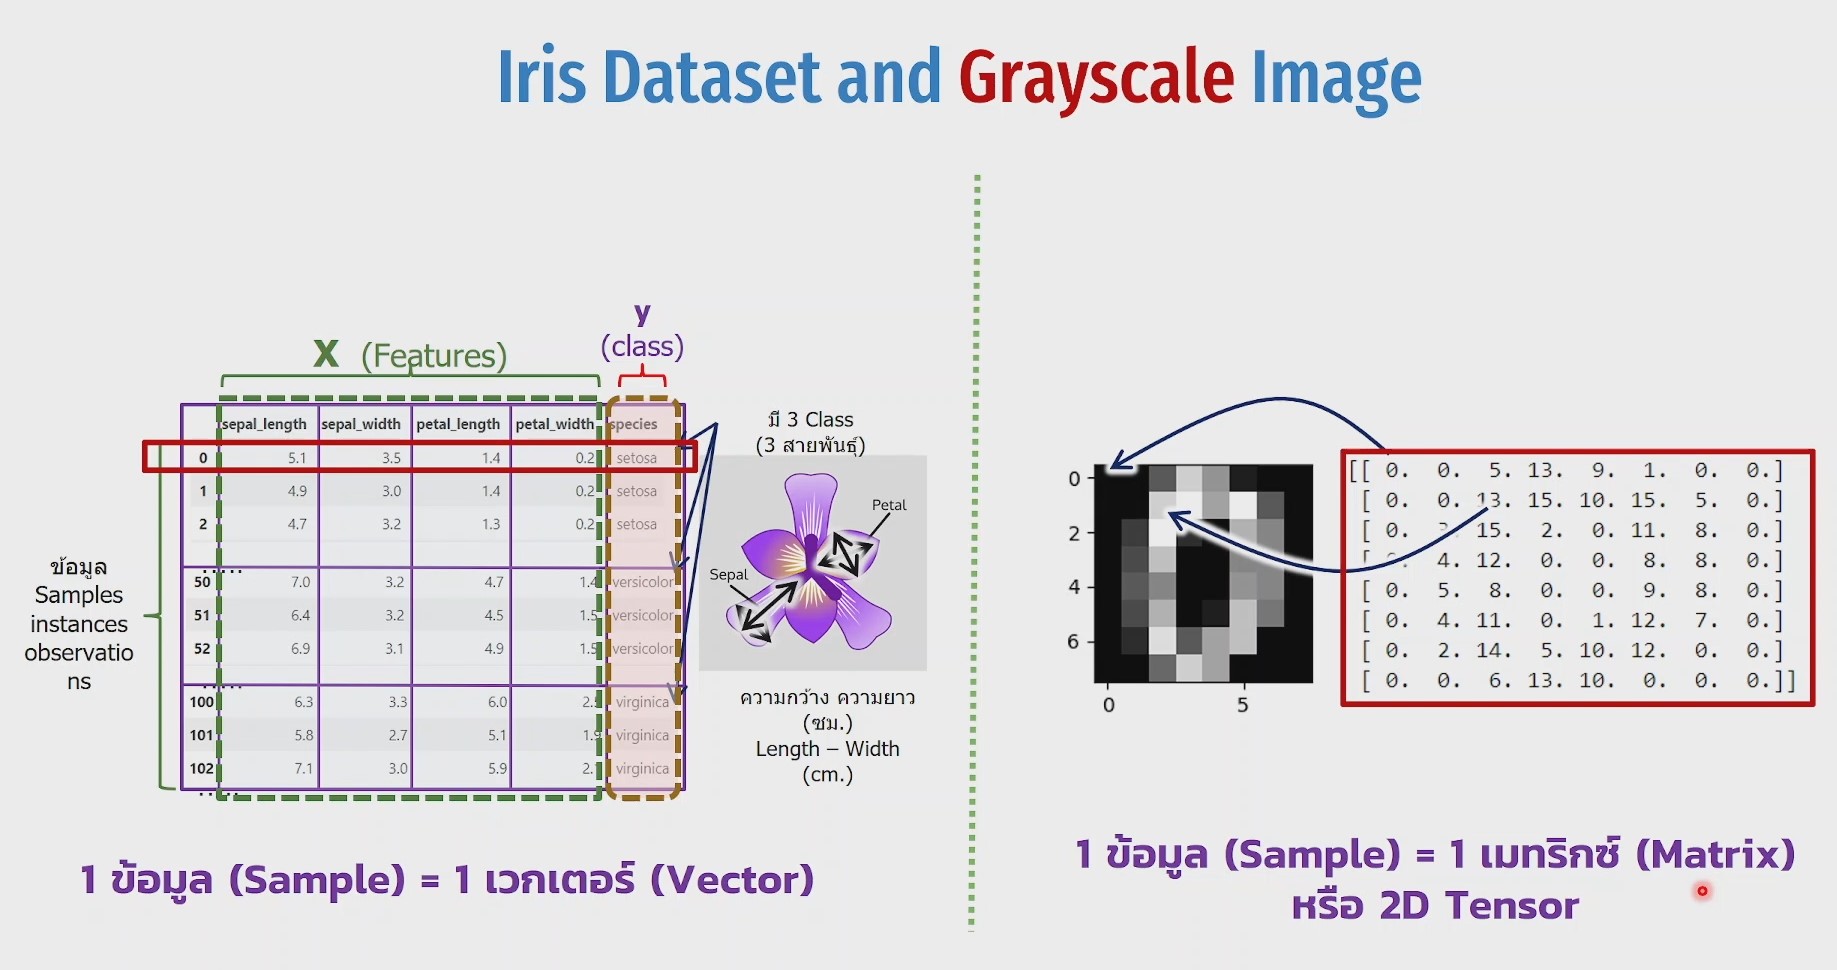 Iris Dataset and Grayscale Image
y
X (Features)
(class)
sepal_length sepal_width petal_length petal_width species
0 5.1 3.5 1.4 0.2 setosa
1 4.9 3.0 1.4 0.2 setosa
2 4.7 3.2 1.3 0.2 setosa
.....
50 7.0 3.2 4.7 1.4 versicolor
51 6.4 3.2 4.5 1.5 versicolor
52 6.9 3.1 4.9 1.5 versicolor
.....
100 6.3 3.3 6.0 2.5 virginica
101 5.8 2.7 5.1 1.9 virginica
102 7.1 3.0 5.9 2. virginica
.....
ข้อมูล
Samples
instances
observatio
ns
มี 3 Class
(3 สายพันธุ์)
Petal
Sepal
ความกว้าง ความยาว
(ซม.)
Length – Width
(cm.)
1 ข้อมูล (Sample) = 1 เวกเตอร์ (Vector)
0
2
4
6
0 5
[[ 0. 0. 5. 13. 9. 1. 0. 0.]
[ 0. 0. 13. 15. 10. 15. 5. 0.]
[ 0. 3. 15. 2. 0. 11. 8. 0.]
[ 4. 12. 0. 0. 8. 8. 0.]
[ 0. 5. 8. 0. 0. 9. 8. 0.]
[ 0. 4. 11. 0. 1. 12. 7. 0.]
[ 0. 2. 14. 5. 10. 12. 0. 0.]
[ 0. 0. 6. 13. 10. 0. 0. 0.]]
1 ข้อมูล (Sample) = 1 เมทริกซ์ (Matrix)
หรือ 2D Tensor